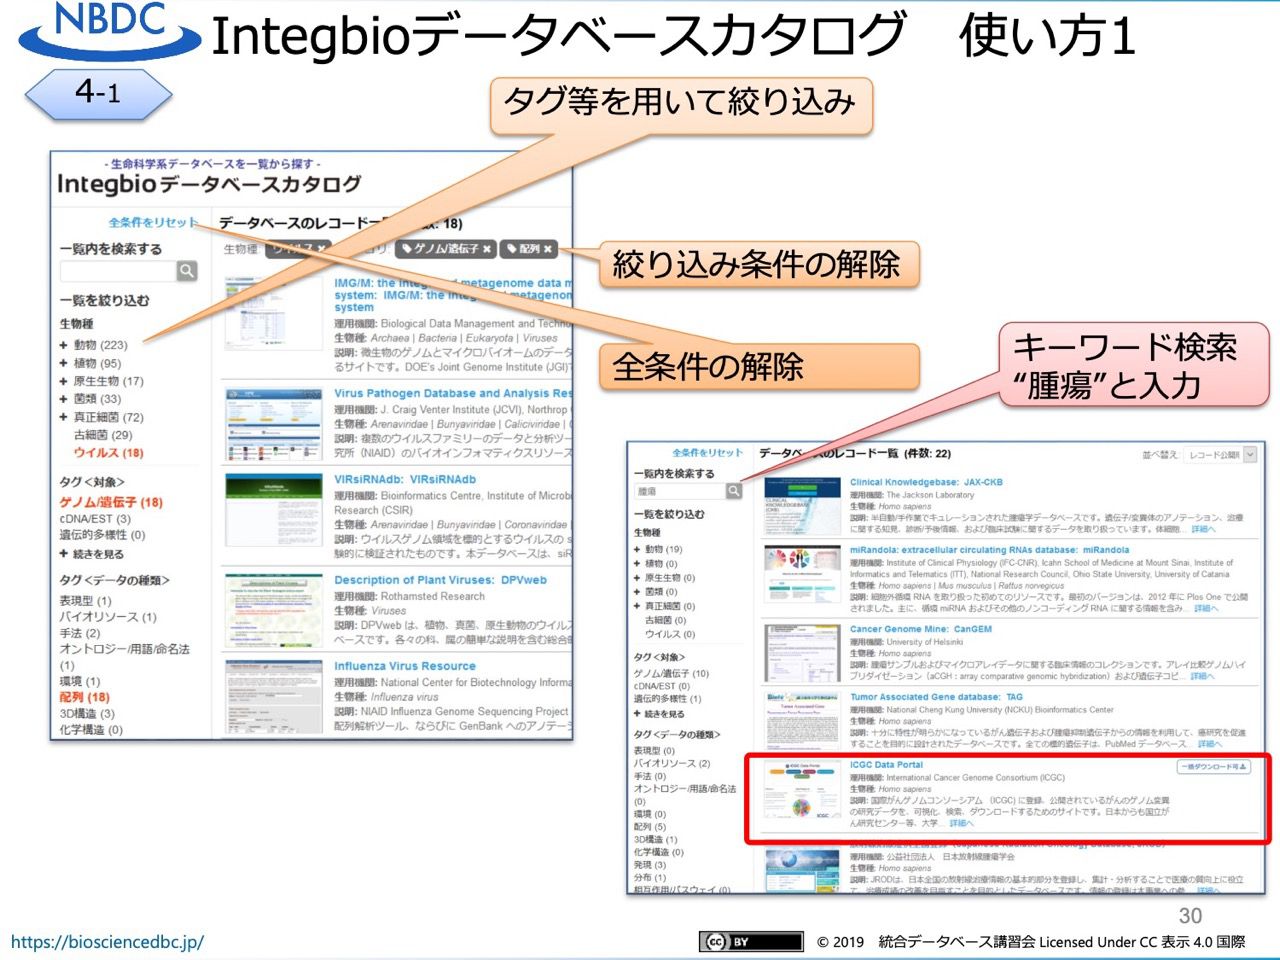 NBDC
Integbioデータベースカタログ　使い方1
4-1
タグ等を用いて絞り込み
- 生命科学系データベースを一覧から探す -
Integbioデータベースカタログ
全条件をリセット
一覧内を検索する
一覧を絞り込む
生物種
+ 動物 (223)
+ 植物 (95)
+ 原生生物 (17)
+ 菌類 (33)
+ 真正細菌 (72)
古細菌 (29)
ウイルス (18)
タグ<対象>
ゲノム/遺伝子 (18)
cDNA/EST (3)
遺伝的多様性 (0)
+ 続きを見る
タグ<データの種類>
表現型 (1)
バイオリソース (1)
手法 (2)
オントロジー/用語/命名法
(1)
環境 (1)
配列 (18)
3D構造 (3)
化学構造 (0)
データベースのレコード一 数: 18)
生物種: ウイルス × リ: ゲノム/遺伝子 × 配列 ×
IMG/M: the integrated metagenome data m
system: IMG/M: the integrated metagenom
system
運用機関: Biological Data Management and Techno
生物種: Archaea | Bacteria | Eukaryota | Viruses
説明: 微生物のゲノムとマイクロバイオームのデータ
るサイトです。DOE's Joint Genome Institute (JGI)
Virus Pathogen Database and Analysis Res
運用機関: J. Craig Venter Institute (JCVI), Northrop
生物種: Arenaviridae | Bunyaviridae | Caliciviridae |
説明: 複数のウイルスファミリーのデータと分析ツー
究所 (NIAID) のバイオインフォマティクスリソース
VIRsiRNAdb: VIRsiRNAdb
運用機関: Bioinformatics Centre, Institute of Microb
Research (CSIR)
生物種: Arenaviridae | Bunyaviridae | Coronaviridae
説明: ウイルスゲノム領域を標的とするウイルスの s
験的に検証されたものです。本データベースは、siR
Description of Plant Viruses: DPVweb
運用機関: Rothamsted Research
生物種: Viruses
説明: DPVweb は、植物、真菌、原生動物のウイルス
ベースです。各々の科、属の簡単な説明を含む総合
Influenza Virus Resource
運用機関: National Center for Biotechnology Informa
生物種: Influenza virus
説明: NIAID Influenza Genome Sequencing Project
配列解析ツール、ならびに GenBank へのアノテー
絞り込み条件の解除
全条件の解除
キーワード検索
“腫瘍”と入力
全条件をリセット
一覧内を検索する
腫瘍
一覧を絞り込む
生物種
+ 動物 (19)
+ 植物 (0)
+ 原生生物 (0)
+ 菌類 (0)
+ 真正細菌 (0)
古細菌 (0)
ウイルス (0)
タグ<対象>
ゲノム/遺伝子 (10)
cDNA/EST (0)
遺伝的多様性 (1)
+ 続きを見る
タグ<データの種類>
表現型 (0)
バイオリソース (2)
手法 (0)
オントロジー/用語/命名法
(0)
環境 (0)
配列 (5)
3D構造 (1)
化学構造 (0)
発現 (3)
分布 (1)
相互作用/パスウェイ (0)
データベースのレコード一覧 (件数: 22)
並べ替え: レコード公開
Clinical Knowledgebase: JAX-CKB
運用機関: The Jackson Laboratory
生物種: Homo sapiens
説明: 半自動/手作業でキュレーションされた腫瘍学データベースです。遺伝子/変異体のアノテーション、治療
に関する知見、診断/予後情報、および臨床試験に関するデータを取り扱っています。体細胞... 詳細へ
miRandola: extracellular circulating RNAs database: miRandola
運用機関: Institute of Clinical Physiology (IFC-CNR), Icahn School of Medicine at Mount Sinai, Institute of
Informatics and Telematics (IIT), National Research Council, Ohio State University, University of Catania
生物種: Homo sapiens | Mus musculus | Rattus norvegicus
説明: 細胞外循環 RNA を取り扱った初めてのリソースです。最初のバージョンは、2012 年に Plos One で公開
されました。主に、循環 miRNA およびその他のノンコーディング RNA に関する情報を含み... 詳細へ
Cancer Genome Mine: CanGEM
運用機関: University of Helsinki
生物種: Homo sapiens
説明: 腫瘍サンプルおよびマイクロアレイデータに関する臨床情報のコレクションです。アレイ比較ゲノムハイ
ブリダイゼーション (aCGH : array comparative genomic hybridization) および遺伝子コピ... 詳細へ
Tumor Associated Gene database: TAG
運用機関: National Cheng Kung University (NCKU) Bioinformatics Center
生物種: Homo sapiens
説明: 十分に特性が明らかになっているがん遺伝子および腫瘍抑制遺伝子からの情報を利用して、癌研究を促進
することを目的に設計されたデータベースです。全ての標的遺伝子は、PubMed データベース... 詳細へ
ICGC Data Portal
一括ダウンロード可
運用機関: International Cancer Genome Consortium (ICGC)
生物種: Homo sapiens
説明: 国際がんゲノムコンソーシアム (ICGC) に登録、公開されているがんのゲノム変異
の研究データを、可視化、検索、ダウンロードするためのサイトです。日本からも国立が
ん研究センター等、大学... 詳細へ
運用機関: 公益社団法人　日本放射線腫瘍学会
生物種: Homo sapiens
説明: JRODは、日本全国の放射線治療情報の基本的部分を登録し、集計・分析することで医療の質向上に役立
30
https://biosciencedbc.jp/
CC BY
© 2019　統合データベース講習会 Licensed Under CC 表示 4.0 国際